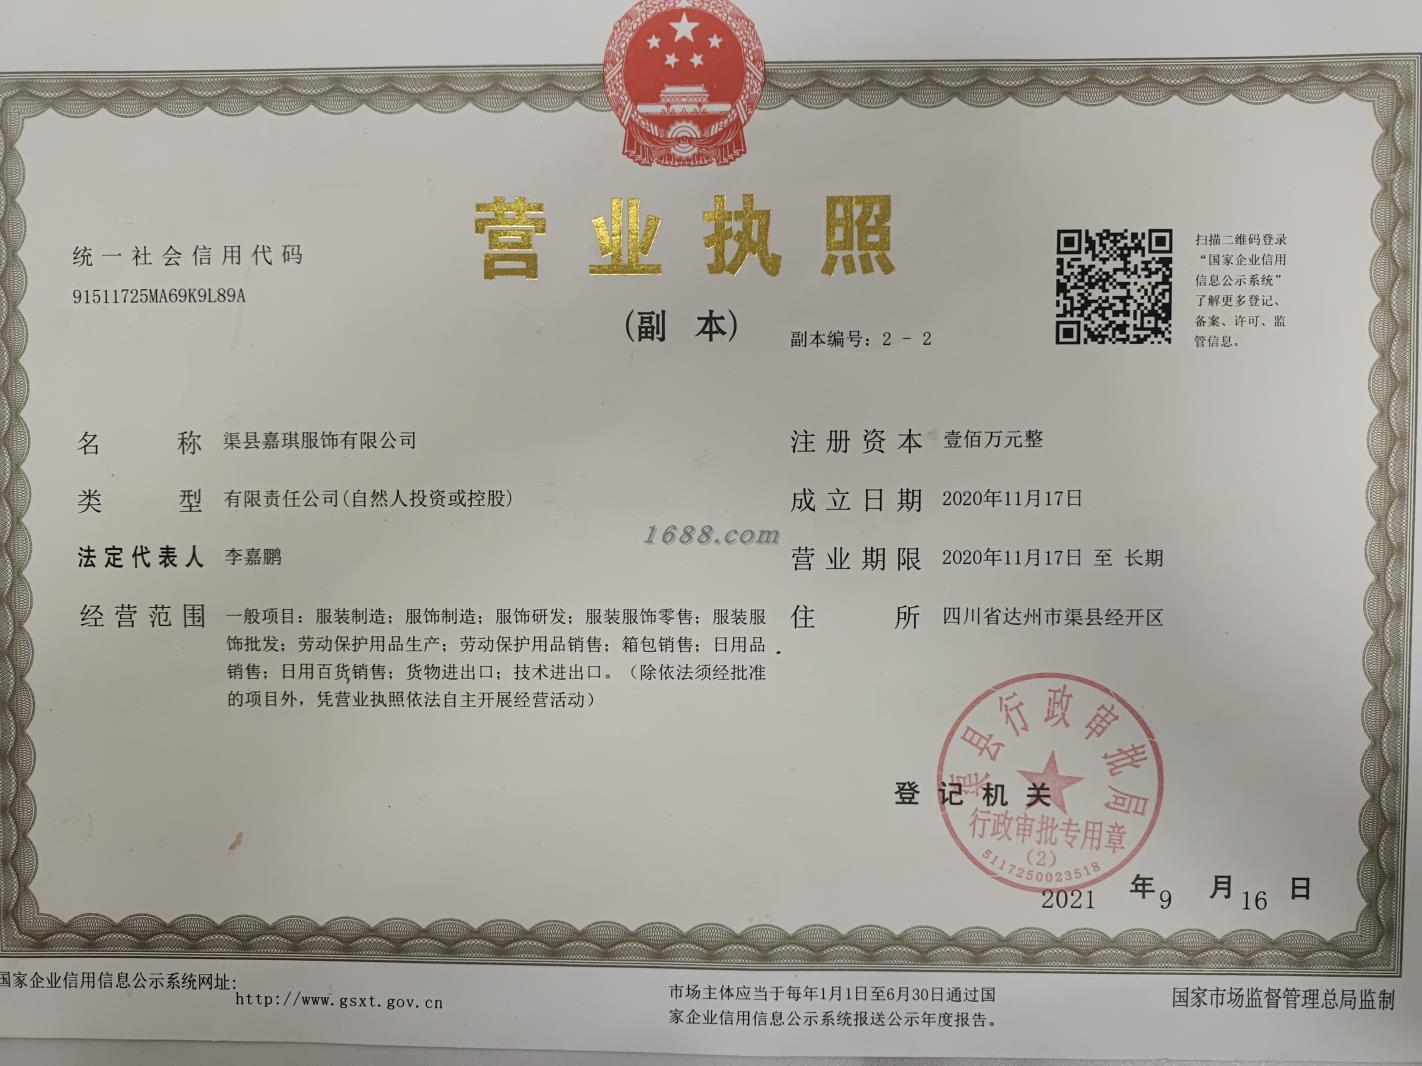 营业执照
(副 本)
副本编号：2 - 2
统一社会信用代码
91511725MA69K9L89A
扫描二维码登录
“国家企业信用
信息公示系统”
了解更多登记、
备案、许可、监
管信息。
名 称 渠县嘉琪服饰有限公司
类 型 有限责任公司(自然人投资或控股)
法定代表人 李嘉鹏
经营范围 一般项目：服装制造；服饰制造；服饰研发；服装服饰零售；服装服
饰批发；劳动保护用品生产；劳动保护用品销售；箱包销售；日用品
销售；日用百货销售；货物进出口；技术进出口。（除依法须经批准
的项目外，凭营业执照依法自主开展经营活动）
注册资本 壹佰万元整
成立日期 2020年11月17日
营业期限 2020年11月17日 至 长期
住 所 四川省达州市渠县经开区
1688.com
登记机关
渠县行政审批局
行政审批专用章
(2)
5117250023518
2021 年 9 月 16 日
国家企业信用信息公示系统网址:
http://www.gsxt.gov.cn
市场主体应当于每年1月1日至6月30日通过国
家企业信用信息公示系统报送公示年度报告。
国家市场监督管理总局监制